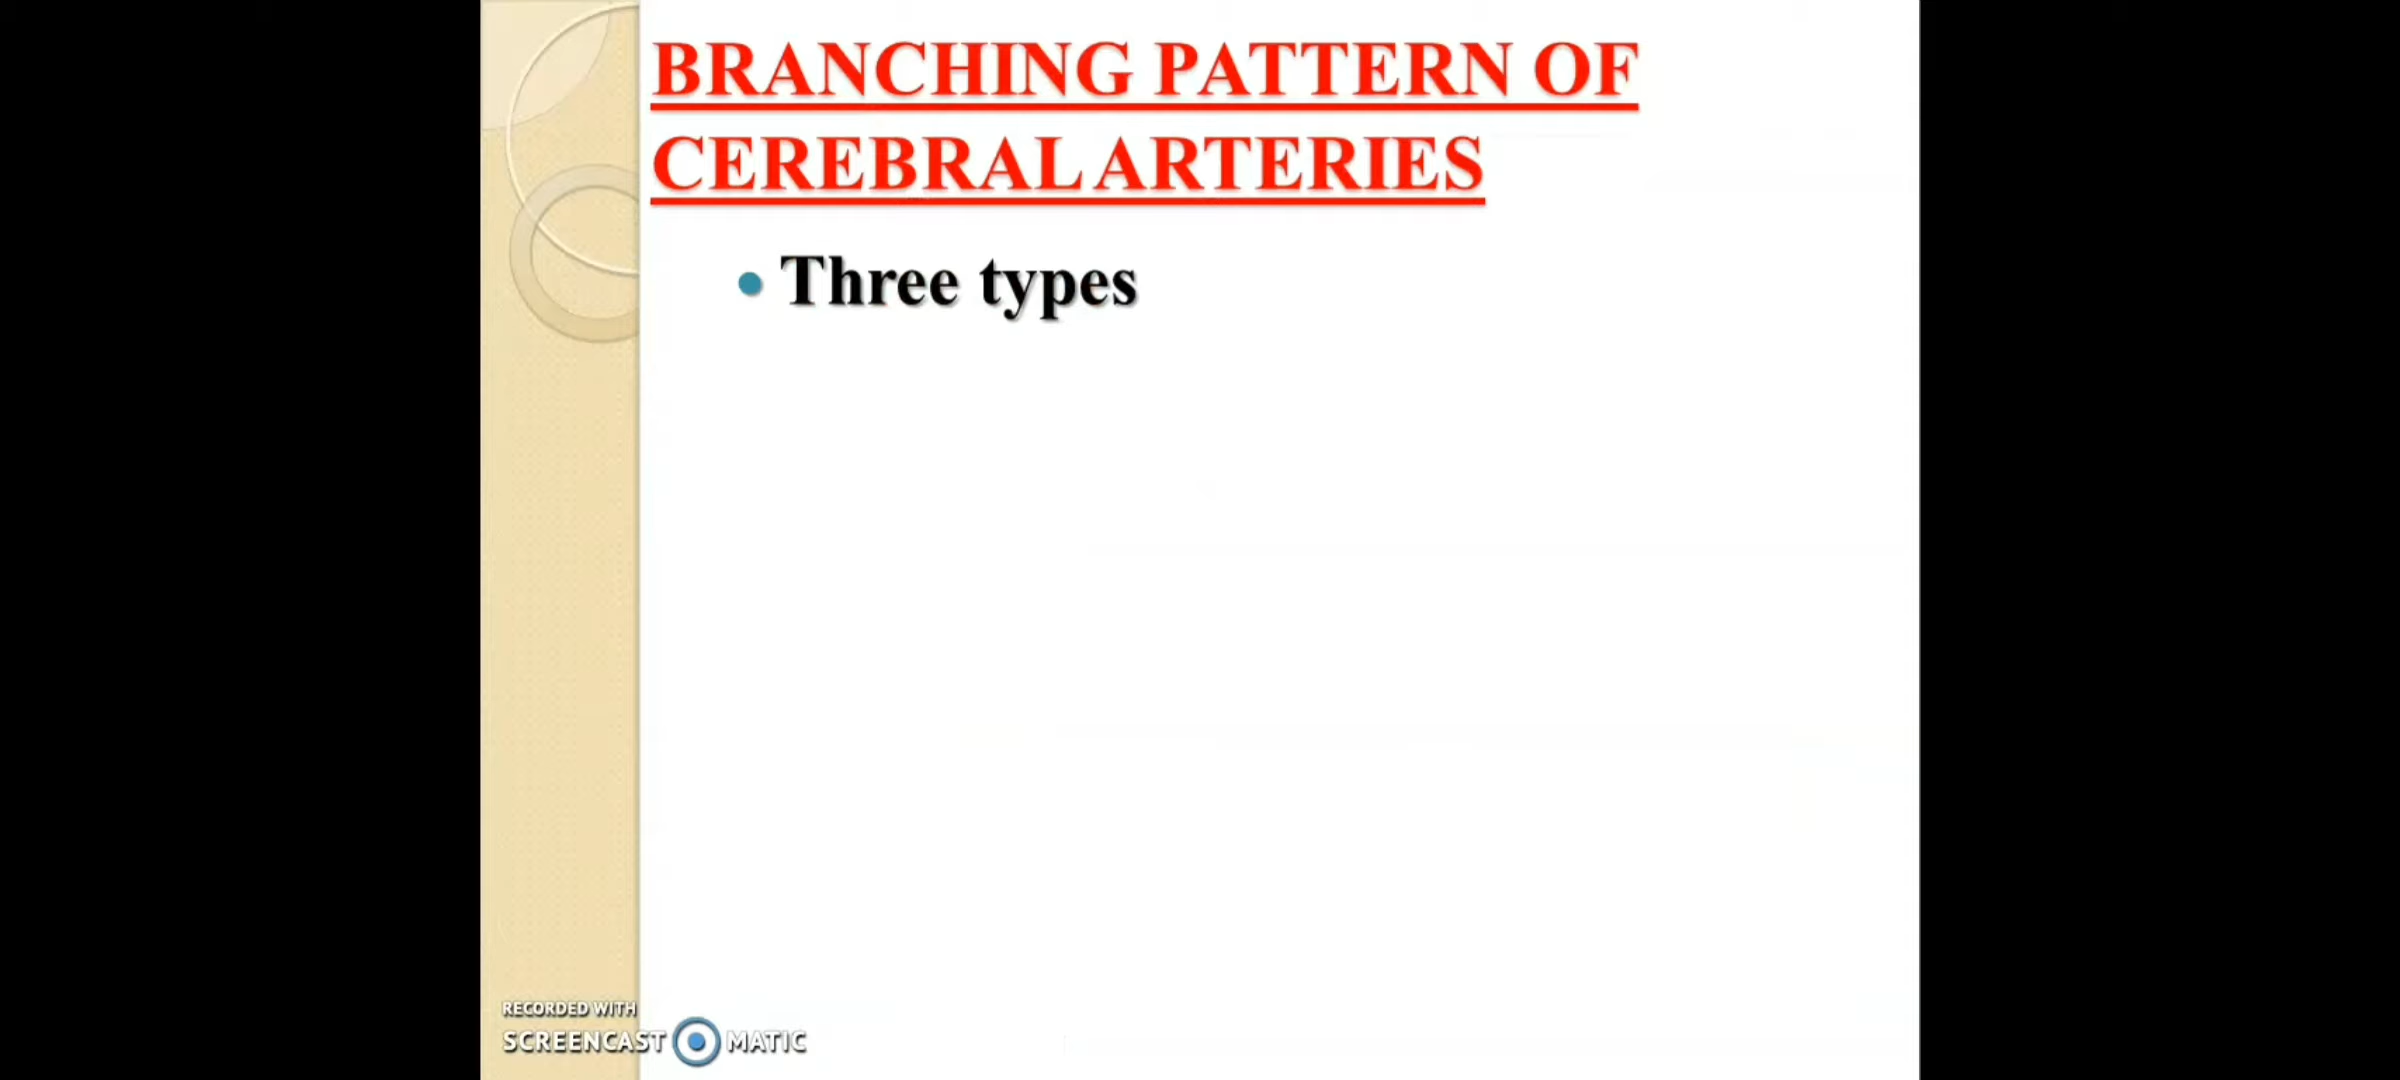 BRANCHING PATTERN OF
CEREBRAL ARTERIES
Three types
RECORDED WITH
SCREENCAST MATIC